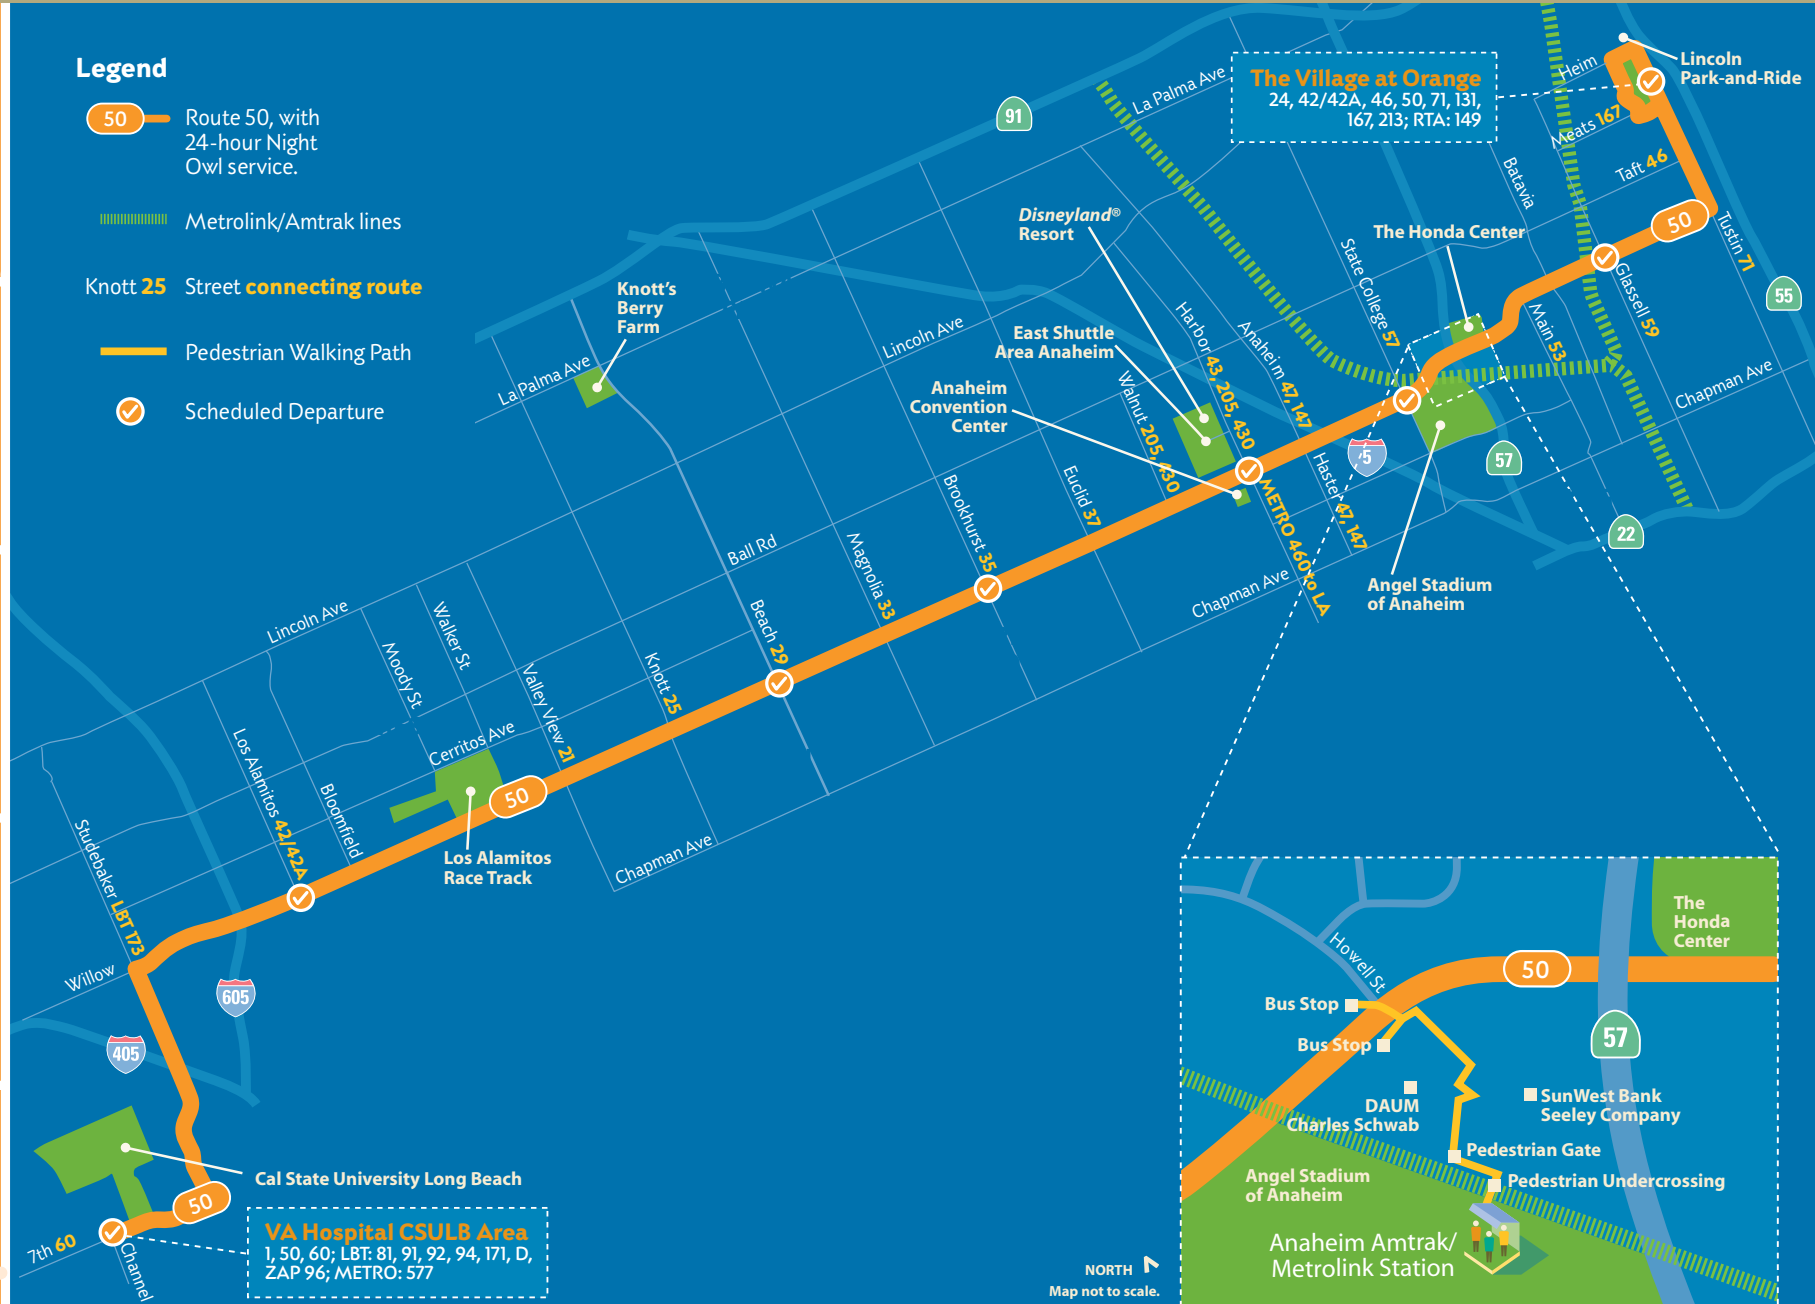 Legend
50
Route 50, with
24-hour Night
Owl service.
Metrolink/Amtrak lines
Knott 25
Street connecting route
Pedestrian Walking Path
Scheduled Departure
91
La Palma Ave
The Village at Orange
24, 42/42A, 46, 50, 71, 131,
167, 213; RTA: 149
Heim
Lincoln
Park-and-Ride
Meats 167
Taft 46
Batavia
50
Tustin 71
55
Disneyland®
Resort
The Honda Center
State College 57
Glassell 59
Main 53
Knott's
Berry
Farm
La Palma Ave
Lincoln Ave
East Shuttle
Area Anaheim
Harbor 43, 205, 430
Anaheim 47, 147
Anaheim
Convention
Center
Walnut 205, 430
Chapman Ave
5
57
Haster 47, 147
METRO 460 to LA
22
Euclid 37
Brookhurst 35
Magnolia 33
Ball Rd
Beach 29
Chapman Ave
Angel Stadium
of Anaheim
Lincoln Ave
Walker St
Moody St
Valley View 21
Knott 25
Cerritos Ave
50
Los Alamitos 42/42A
Bloomfield
Los Alamitos
Race Track
Chapman Ave
Studebaker LBT 173
Willow
605
405
Cal State University Long Beach
50
7th 60
Channel
VA Hospital CSULB Area
1, 50, 60; LBT: 81, 91, 92, 94, 171, D,
ZAP 96; METRO: 577
NORTH
Map not to scale.
The
Honda
Center
Howell St
50
Bus Stop
57
Bus Stop
DAUM
Charles Schwab
SunWest Bank
Seeley Company
Pedestrian Gate
Angel Stadium
of Anaheim
Pedestrian Undercrossing
Anaheim Amtrak/
Metrolink Station